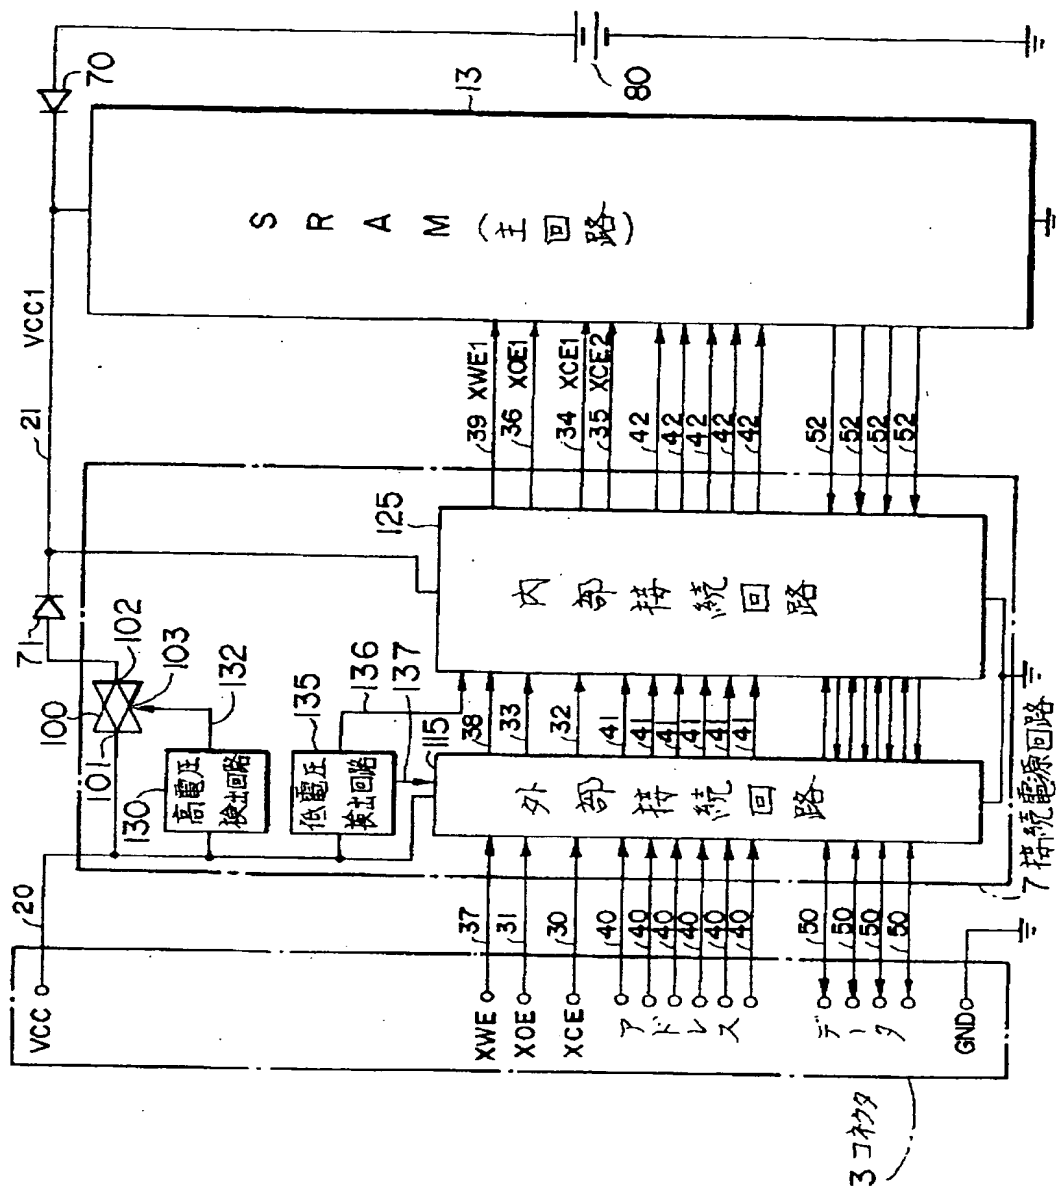 VCC
20
VCC1
21
70
71
100
101
102
103
132
130
高電圧
検出回路
135
低電圧
検出回路
136
137
115
125
13
80
XWE
37
38
39
XWE1
XOE
31
33
36
XOE1
XCE
30
32
34
XCE1
35
XCE2
アドレス
40
40
40
40
40
40
41
41
41
41
41
41
42
42
42
42
42
データ
50
50
50
50
52
52
52
52
GND
外部接続回路
内部接続回路
SRAM(主回路)
7 接続電源回路
3 コネクタ